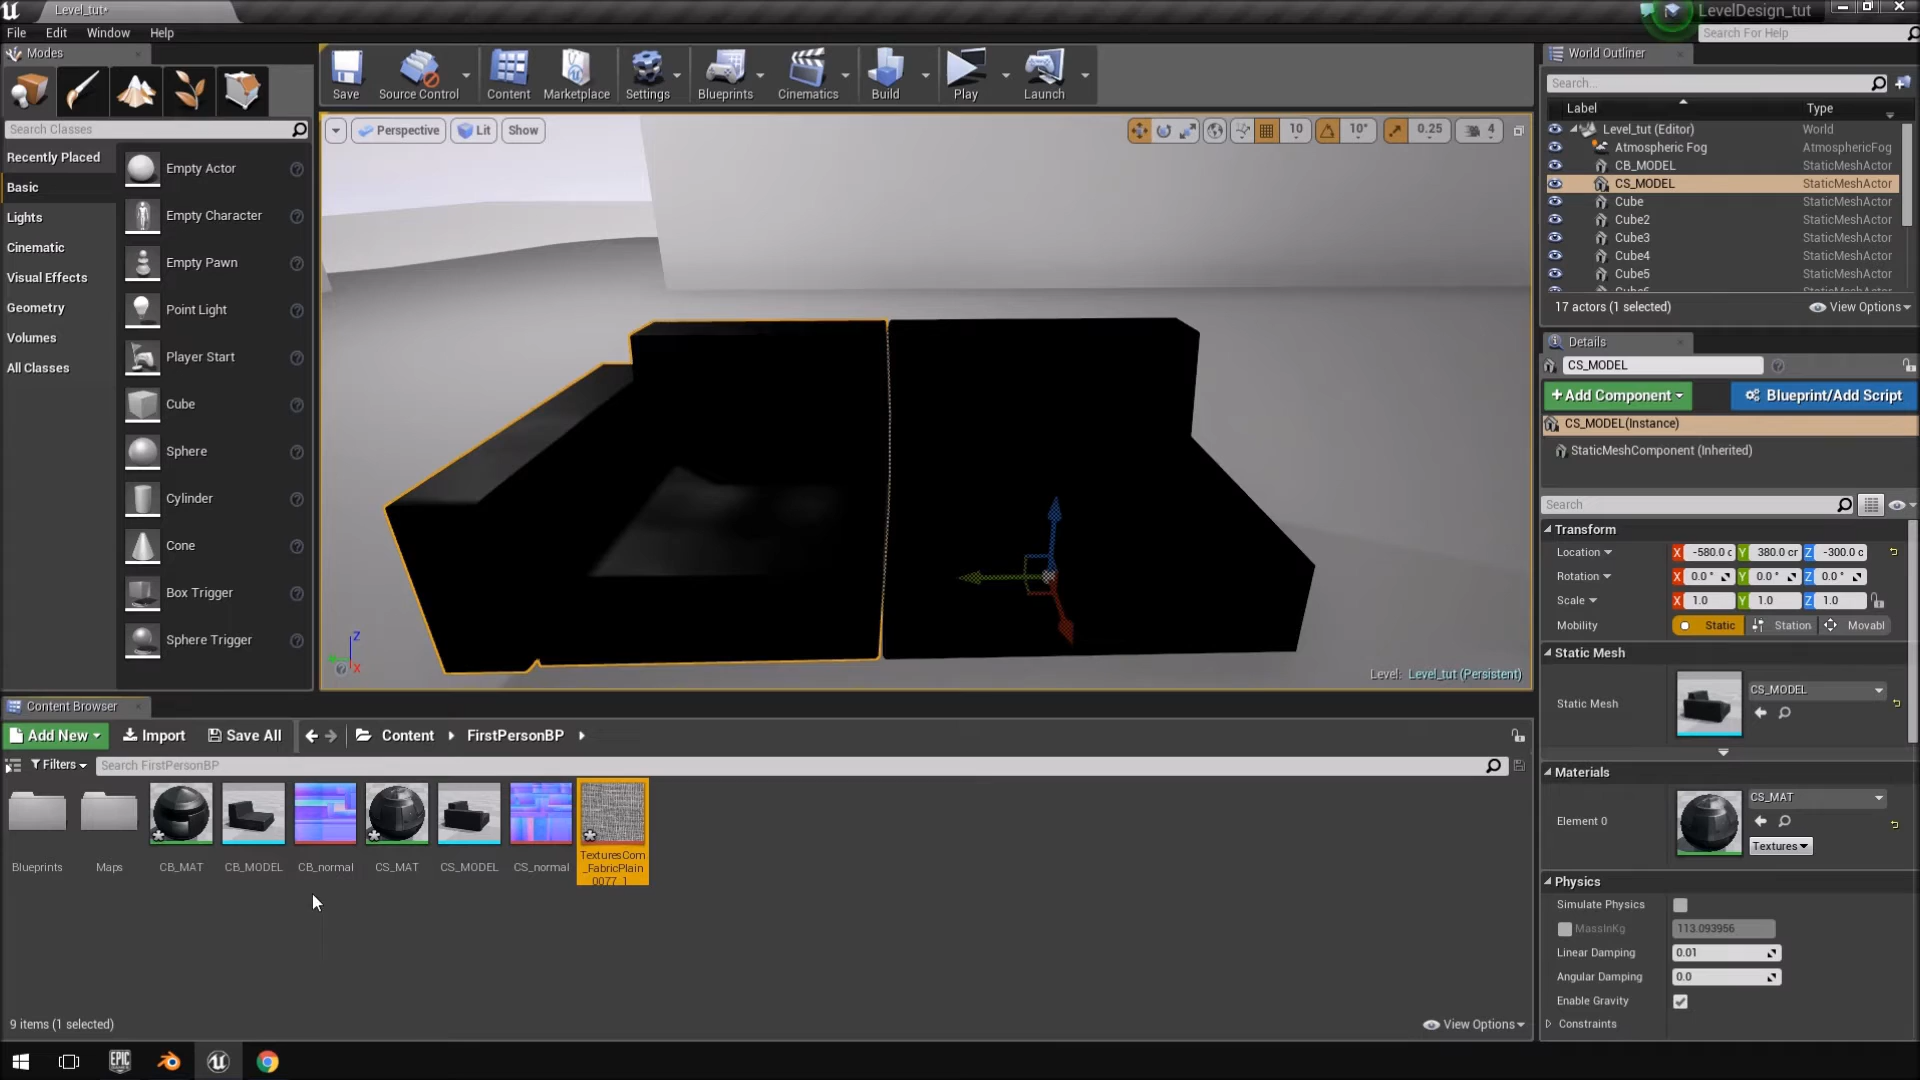 Level_tut*
LevelDesign_tut
File Edit Window Help
Search For Help
Modes
Save
Source Control
Content
Marketplace
Settings
Blueprints
Cinematics
Build
Play
Launch
World Outliner
Search...
Label Type
Level_tut (Editor) World
Atmospheric Fog AtmosphericFog
CB_MODEL StaticMeshActor
CS_MODEL StaticMeshActor
Cube StaticMeshActor
Cube2 StaticMeshActor
Cube3 StaticMeshActor
Cube4 StaticMeshActor
Cube5 StaticMeshActor
17 actors (1 selected)
View Options
Search Classes
Recently Placed
Basic
Lights
Cinematic
Visual Effects
Geometry
Volumes
All Classes
Empty Actor
Empty Character
Empty Pawn
Point Light
Player Start
Cube
Sphere
Cylinder
Cone
Box Trigger
Sphere Trigger
Perspective
Lit
Show
10
10°
0.25
4
Z
X
Level: Level_tut (Persistent)
Details
CS_MODEL
+Add Component
Blueprint/Add Script
CS_MODEL(Instance)
StaticMeshComponent (Inherited)
Search
Transform
Location X -580.0 c Y 380.0 cr Z -300.0 c
Rotation X 0.0 ° Y 0.0 ° Z 0.0 °
Scale X 1.0 Y 1.0 Z 1.0
Mobility Static Station Movabl
Static Mesh
Static Mesh CS_MODEL
Materials
Element 0 CS_MAT
Textures
Physics
Simulate Physics
MassInKg 113.093956
Linear Damping 0.01
Angular Damping 0.0
Enable Gravity
Constraints
Content Browser
Add New Import Save All Content FirstPersonBP
Filters Search FirstPersonBP
Blueprints
Maps
CB_MAT
CB_MODEL
CB_normal
CS_MAT
CS_MODEL
CS_normal
TexturesCom
_FabricPlain
0077_1
9 items (1 selected)
View Options
EPIC
GAMES